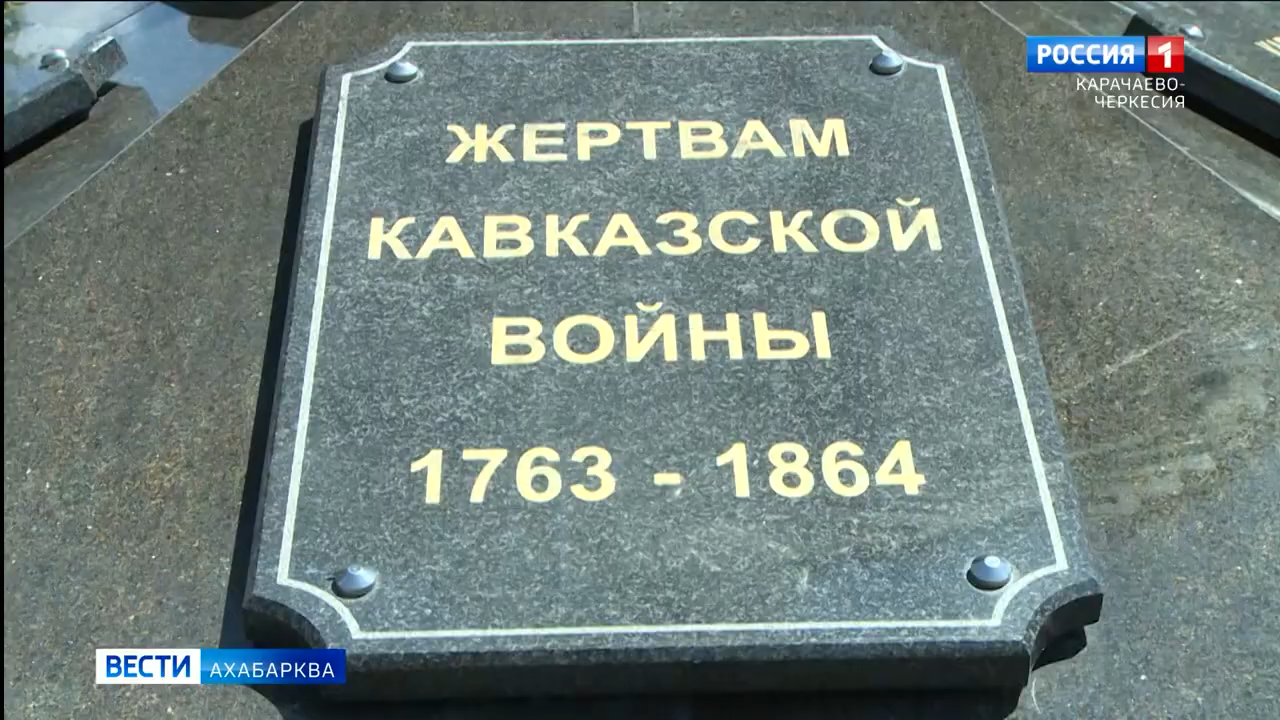 РОССИЯ 1
КАРАЧАЕВО-
ЧЕРКЕСИЯ
ЖЕРТВАМ
КАВКАЗСКОЙ
ВОЙНЫ
1763 - 1864
ВЕСТИ АХАБАРКВА